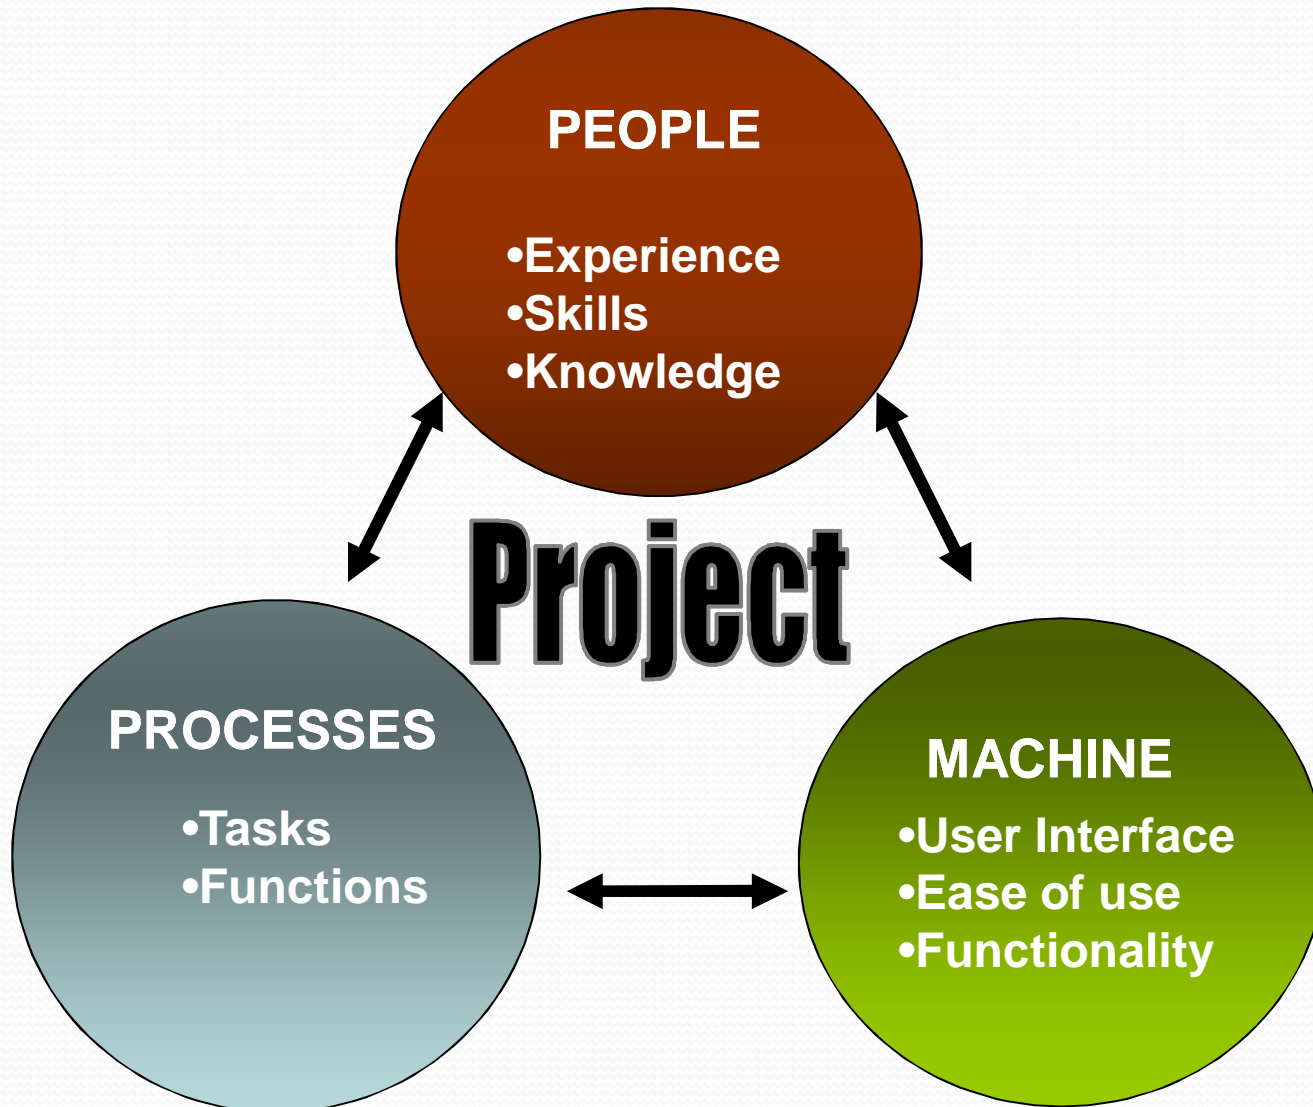 PEOPLE
•Experience
•Skills
•Knowledge
Project
PROCESSES
•Tasks
•Functions
MACHINE
•User Interface
•Ease of use
•Functionality